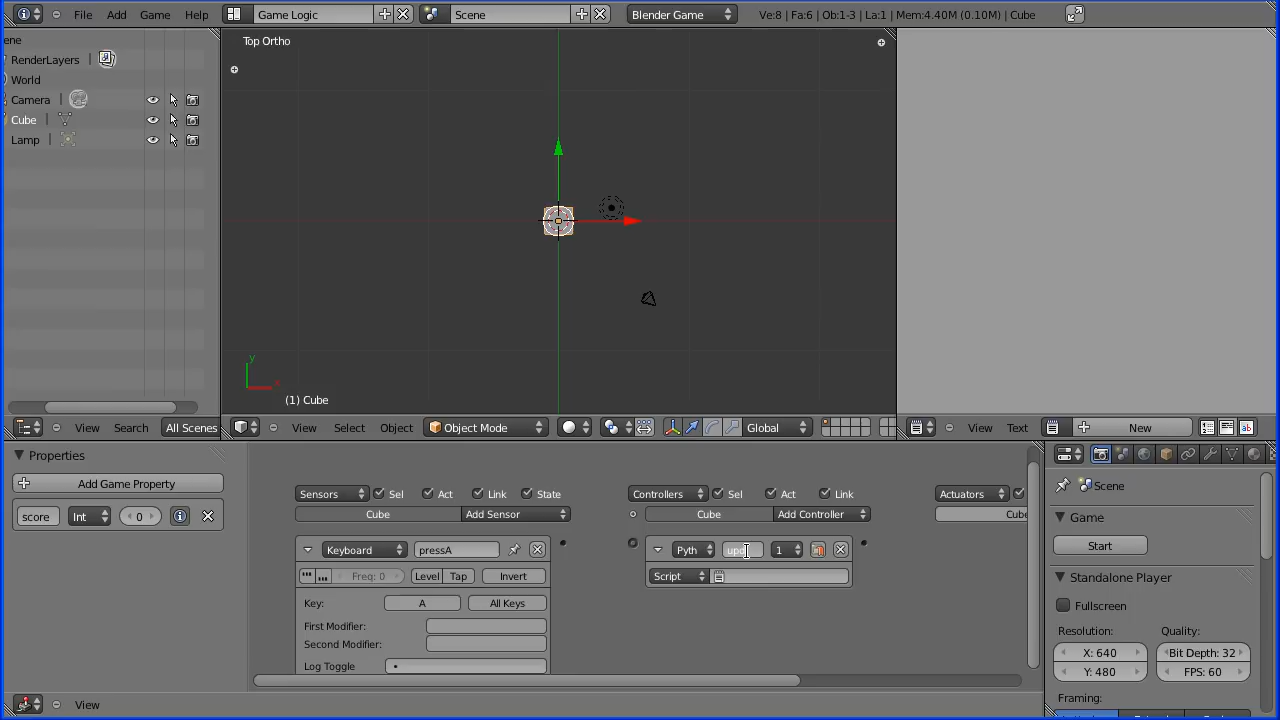 File Add Game Help Game Logic Scene Blender Game Ve:8 | Fa:6 | Ob:1-3 | La:1 | Mem:4.40M (0.10M) | Cube
ene
RenderLayers |
World
Camera |
Cube |
Lamp |
Top Ortho
y
x
(1) Cube
View Search All Scenes
View Select Object Object Mode Global
View Text New
Properties
Add Game Property
score Int 0
Sensors Sel Act Link State
Cube Add Sensor
Keyboard pressA
Freq: 0 Level Tap Invert
Key: A All Keys
First Modifier:
Second Modifier:
Log Toggle
Controllers Sel Act Link
Cube Add Controller
Pyth upd 1
Script
Actuators
Cube
View
Scene
Game
Start
Standalone Player
Fullscreen
Resolution: Quality:
X: 640 Bit Depth: 32
Y: 480 FPS: 60
Framing: